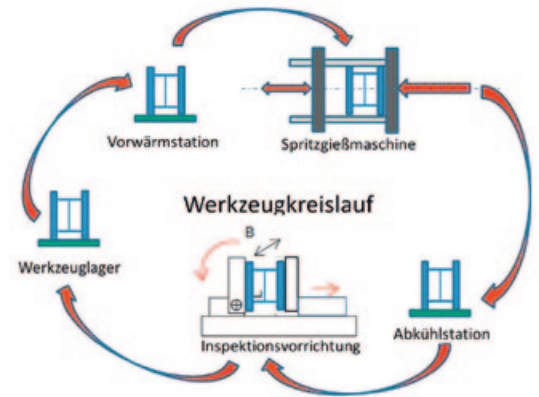 Vorwärmstation
Spritzgießmaschine
Werkzeugkreislauf
B
Werkzeuglager
L
Inspektionsvorrichtung
Abkühlstation